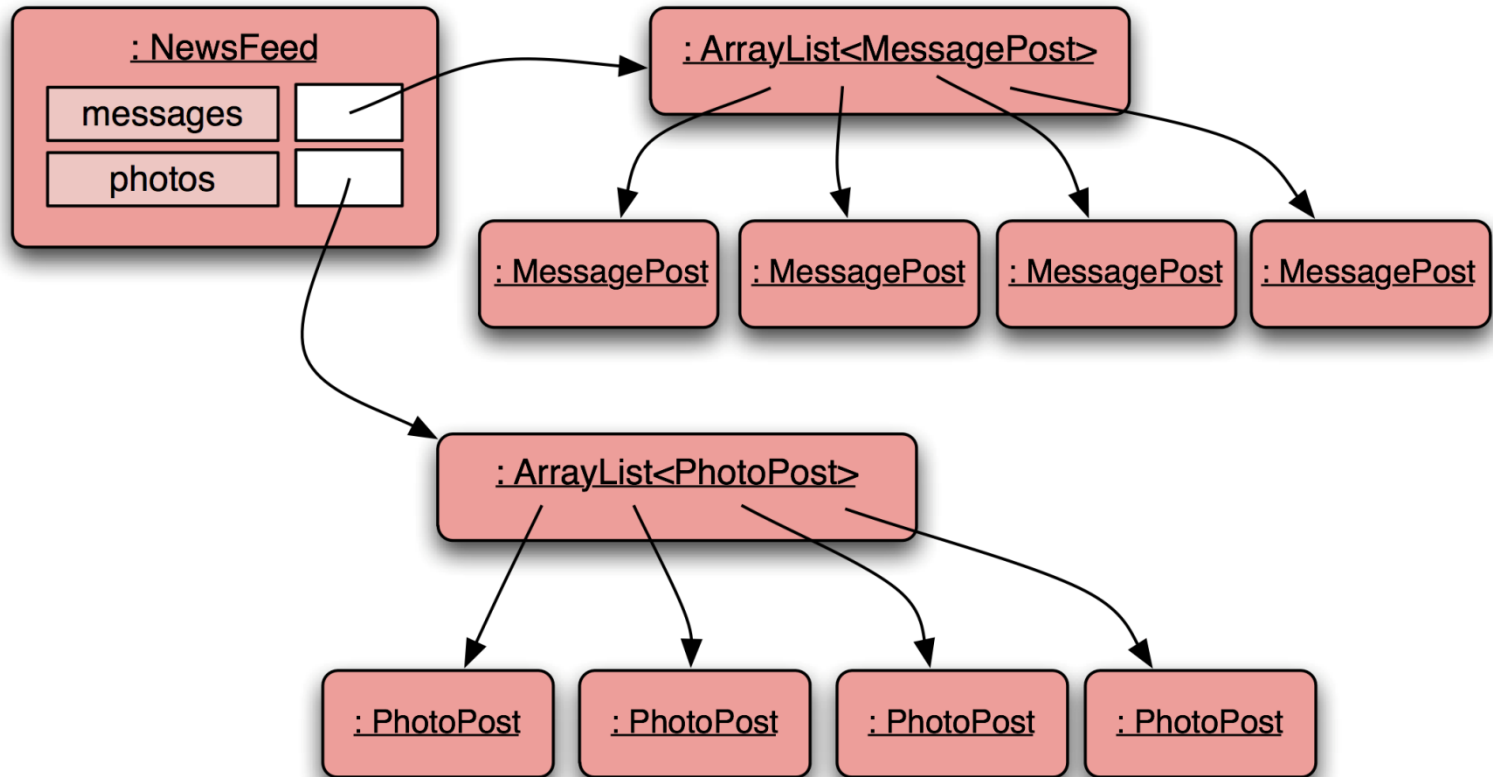 : NewsFeed
messages
photos
: ArrayList<MessagePost>
: MessagePost
: MessagePost
: MessagePost
: MessagePost
: ArrayList<PhotoPost>
: PhotoPost
: PhotoPost
: PhotoPost
: PhotoPost